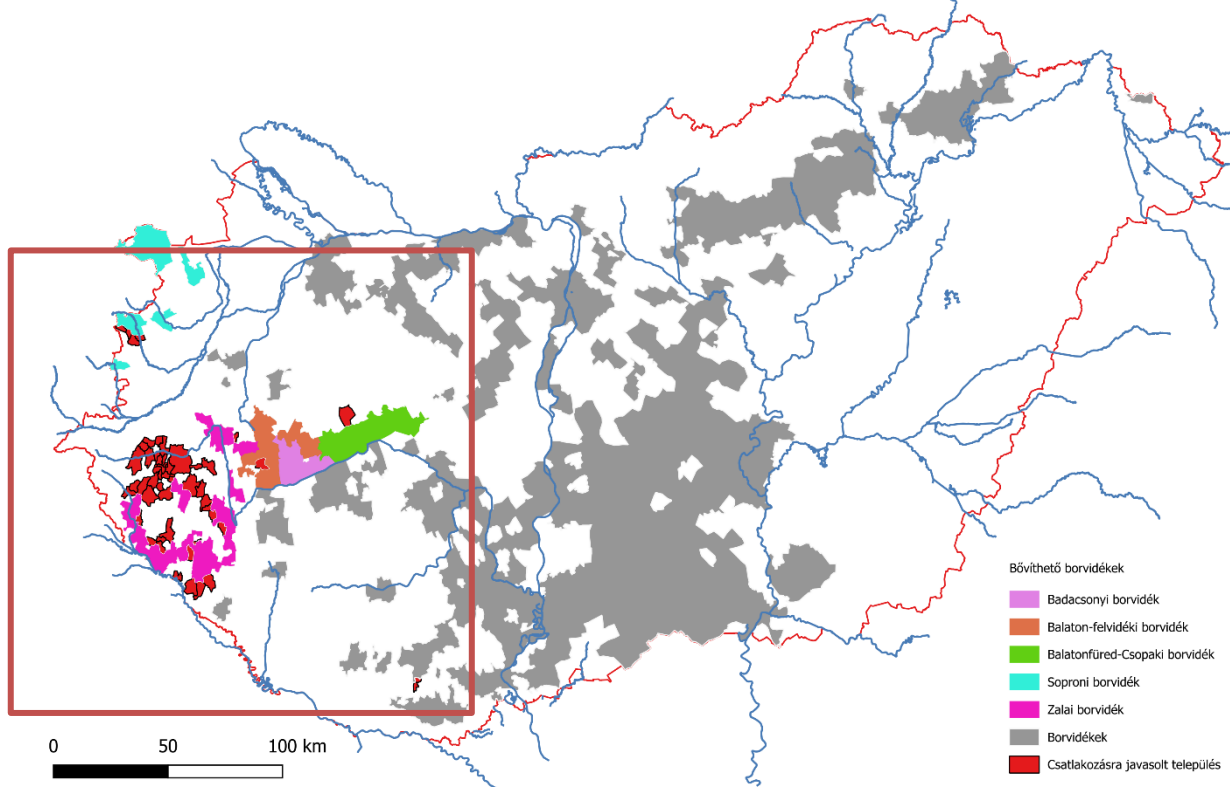 Bővíthető borvidékek
Badacsonyi borvidék
Balaton-felvidéki borvidék
Balatonfüred-Csopaki borvidék
Soproni borvidék
Zalai borvidék
Borvidékek
Csatlakozásra javasolt település
0 50 100 km